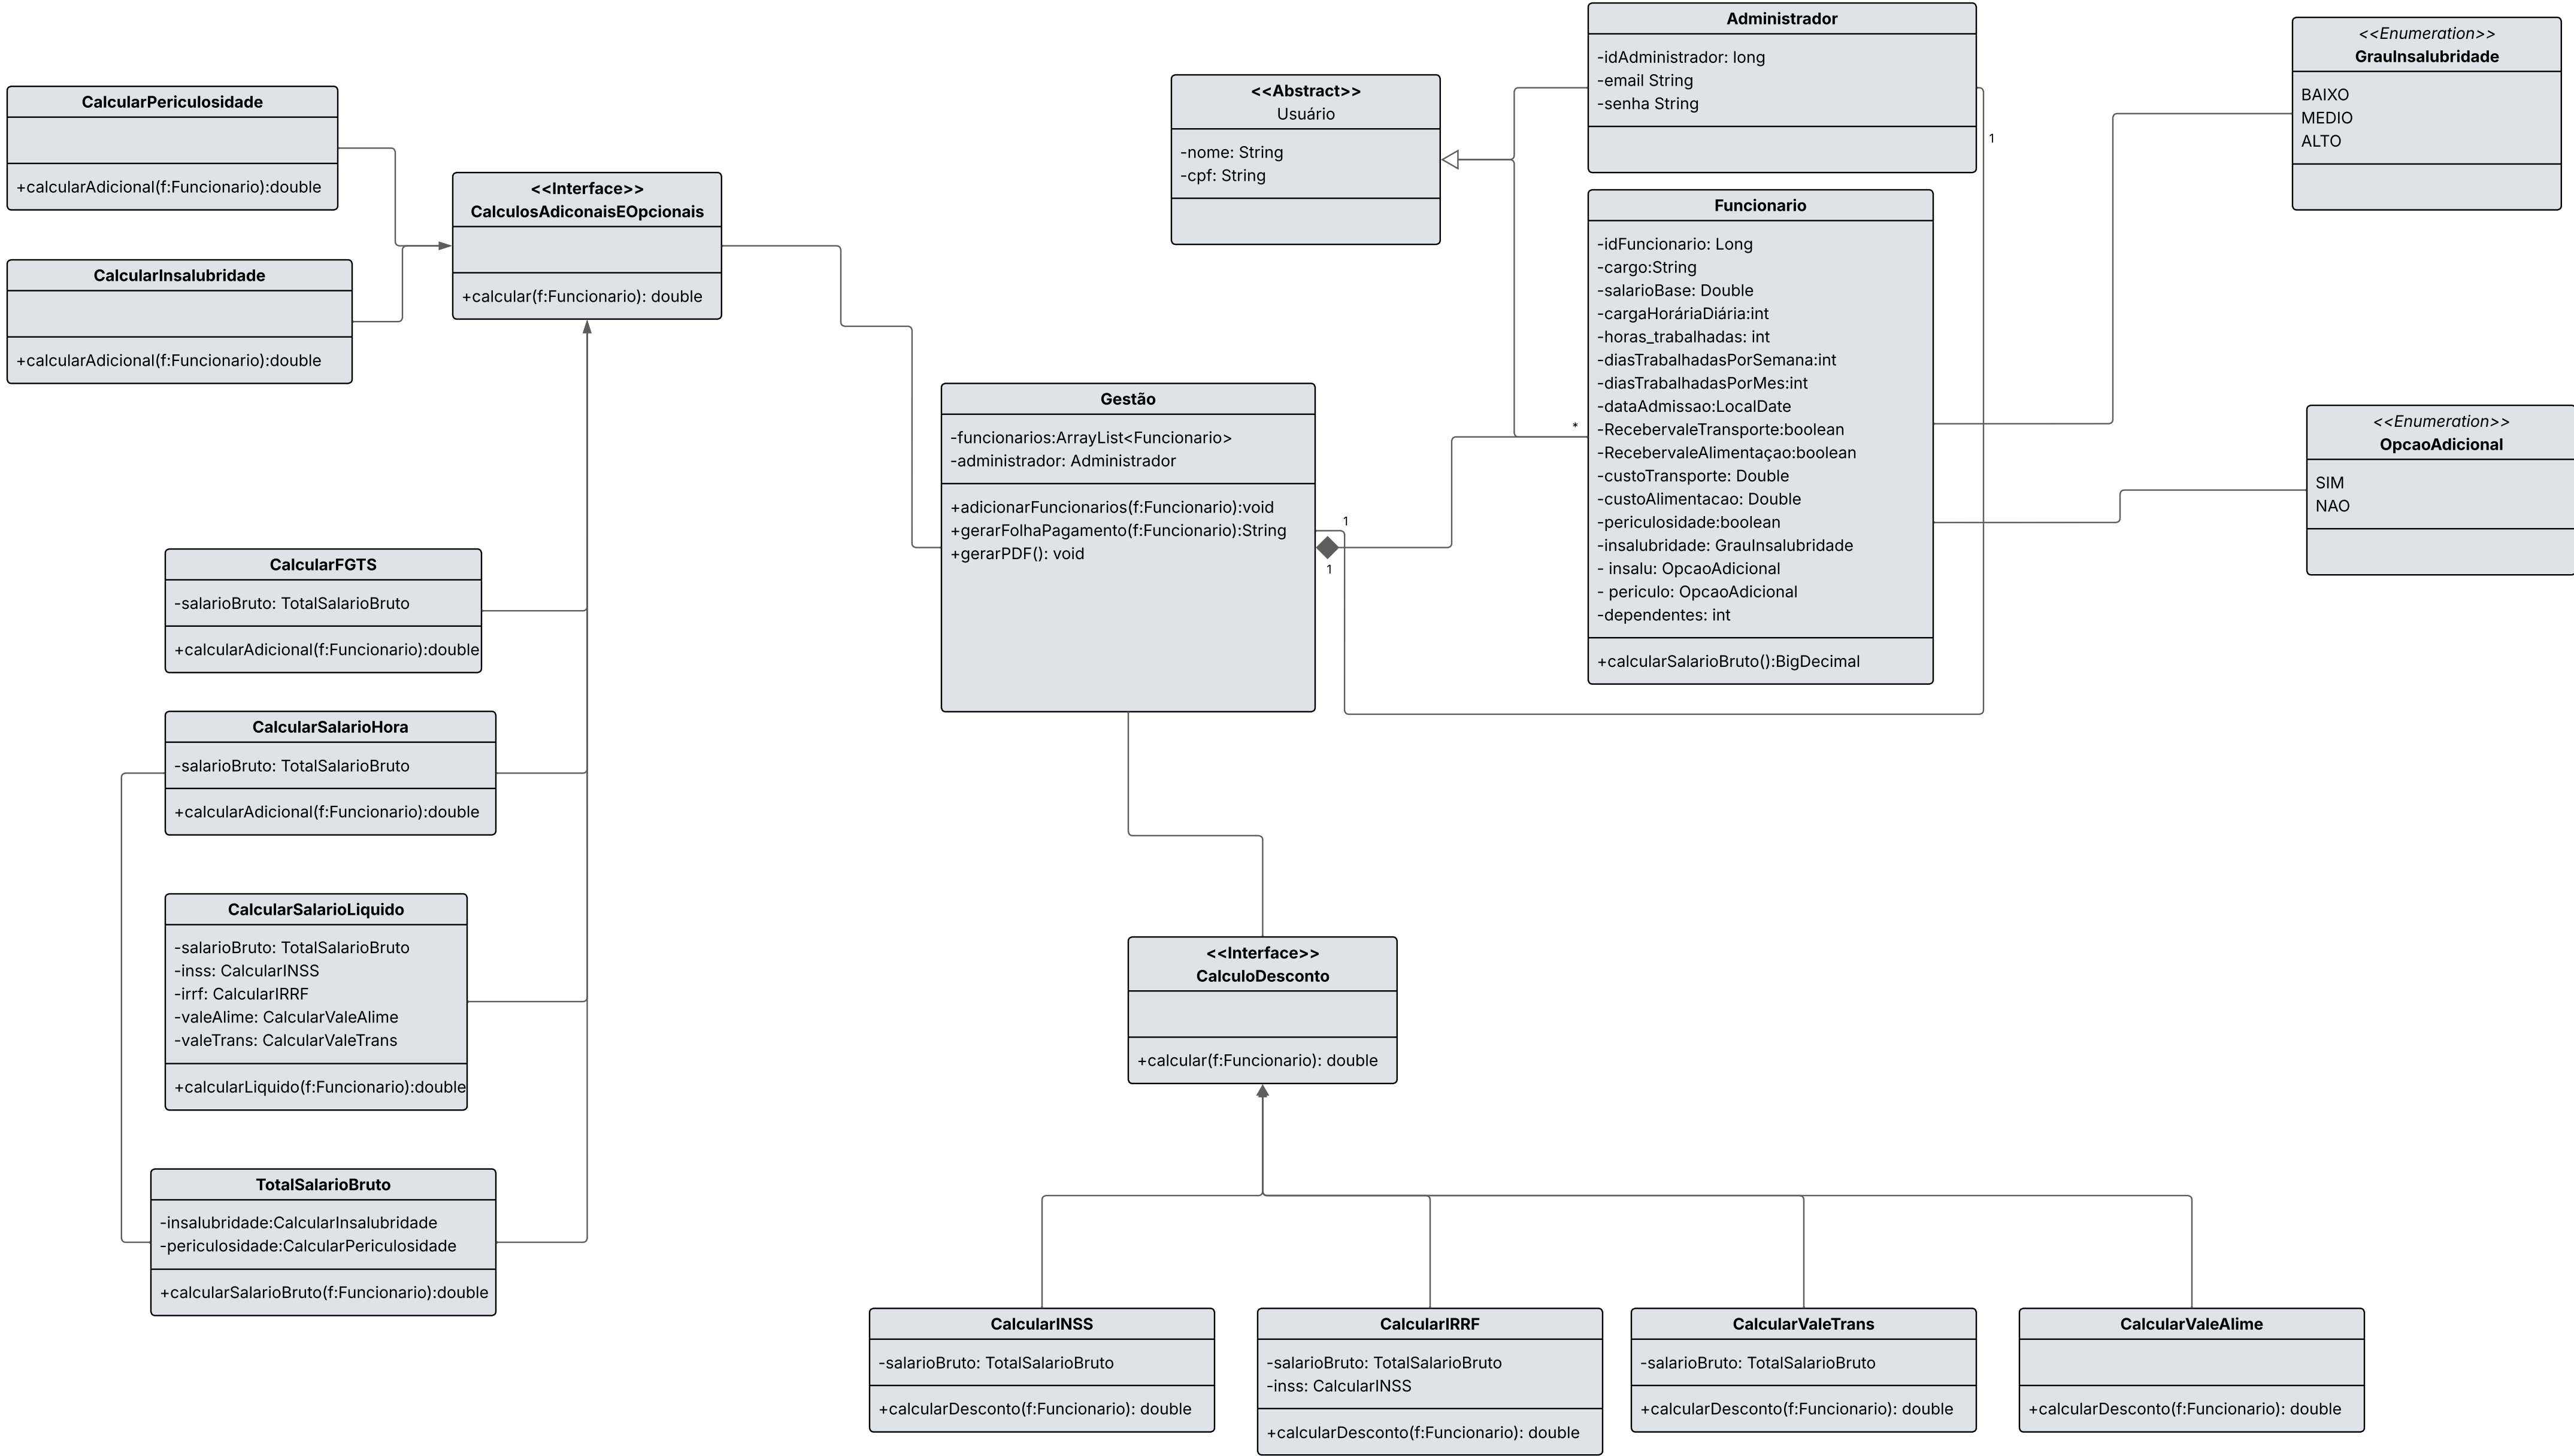 CalcularPericulosidade
+calcularAdicional(f:Funcionario):double
CalcularInsalubridade
+calcularAdicional(f:Funcionario):double
<<Interface>>
CalculosAdiconaisEOpcionais
+calcular(f:Funcionario): double
<<Abstract>>
Usuário
-nome: String
-cpf: String
Administrador
-idAdministrador: long
-email String
-senha String
1
<<Enumeration>>
GrauInsalubridade
BAIXO
MEDIO
ALTO
Funcionario
-idFuncionario: Long
-cargo:String
-salarioBase: Double
-cargaHoráriaDiária:int
-horas_trabalhadas: int
-diasTrabalhadasPorSemana:int
-diasTrabalhadasPorMes:int
-dataAdmissao:LocalDate
-RecebervaleTransporte:boolean
-RecebervaleAlimentaçao:boolean
-custoTransporte: Double
-custoAlimentacao: Double
-periculosidade:boolean
-insalubridade: GrauInsalubridade
- insalu: OpcaoAdicional
- periculo: OpcaoAdicional
-dependentes: int
+calcularSalarioBruto():BigDecimal
*
<<Enumeration>>
OpcaoAdicional
SIM
NAO
Gestão
-funcionarios:ArrayList<Funcionario>
-administrador: Administrador
+adicionarFuncionarios(f:Funcionario):void
+gerarFolhaPagamento(f:Funcionario):String
+gerarPDF(): void
1
1
CalcularFGTS
-salarioBruto: TotalSalarioBruto
+calcularAdicional(f:Funcionario):double
CalcularSalarioHora
-salarioBruto: TotalSalarioBruto
+calcularAdicional(f:Funcionario):double
CalcularSalarioLiquido
-salarioBruto: TotalSalarioBruto
-inss: CalcularINSS
-irrf: CalcularIRRF
-valeAlime: CalcularValeAlime
-valeTrans: CalcularValeTrans
+calcularLiquido(f:Funcionario):double
TotalSalarioBruto
-insalubridade:CalcularInsalubridade
-periculosidade:CalcularPericulosidade
+calcularSalarioBruto(f:Funcionario):double
<<Interface>>
CalculoDesconto
+calcular(f:Funcionario): double
CalcularINSS
-salarioBruto: TotalSalarioBruto
+calcularDesconto(f:Funcionario): double
CalcularIRRF
-salarioBruto: TotalSalarioBruto
-inss: CalcularINSS
+calcularDesconto(f:Funcionario): double
CalcularValeTrans
-salarioBruto: TotalSalarioBruto
+calcularDesconto(f:Funcionario): double
CalcularValeAlime
+calcularDesconto(f:Funcionario): double